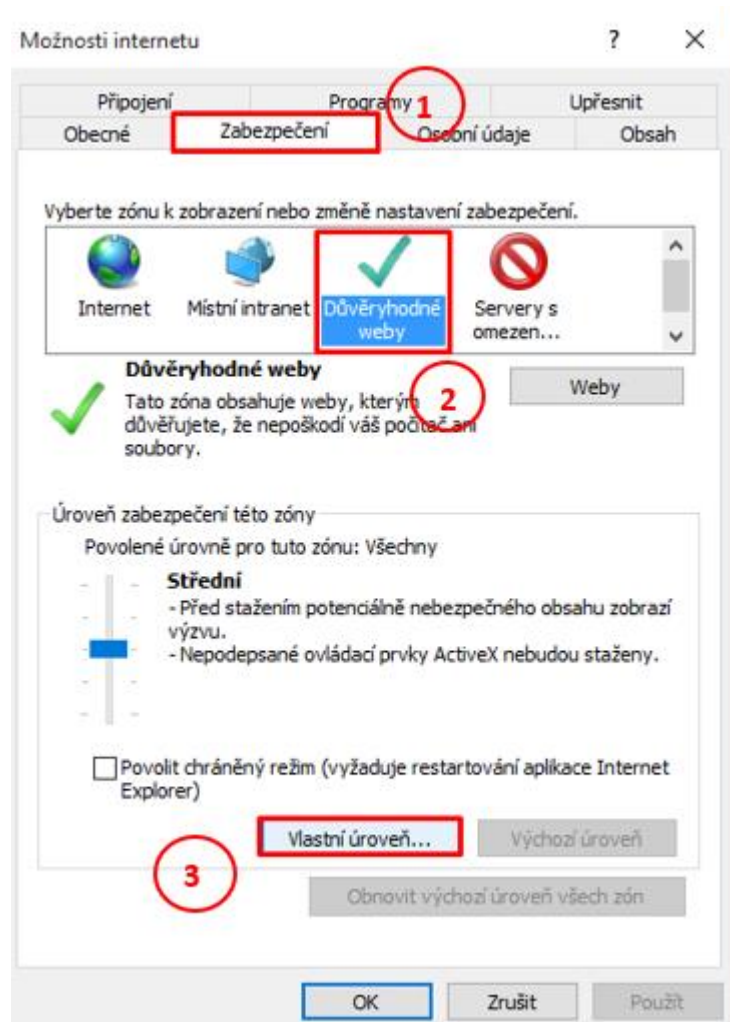 Možnosti internetu ? ×
Připojení Programy Upřesnit
1
Obecné Zabezpečení Osobní údaje Obsah
Vyberte zónu k zobrazení nebo změně nastavení zabezpečení.
Internet Místní intranet Důvěryhodné weby Servery s omezen...
Důvěryhodné weby
Weby
2
Tato zóna obsahuje weby, kterým
důvěřujete, že nepoškodí váš počítač ani
soubory.
Úroveň zabezpečení této zóny
Povolené úrovně pro tuto zónu: Všechny
Střední
- Před stažením potenciálně nebezpečného obsahu zobrazí
výzvu.
- Nepodepsané ovládací prvky ActiveX nebudou staženy.
Povolit chráněný režim (vyžaduje restartování aplikace Internet
Explorer)
Vlastní úroveň... Výchozí úroveň
3
Obnovit výchozí úroveň všech zón
OK Zrušit Použít